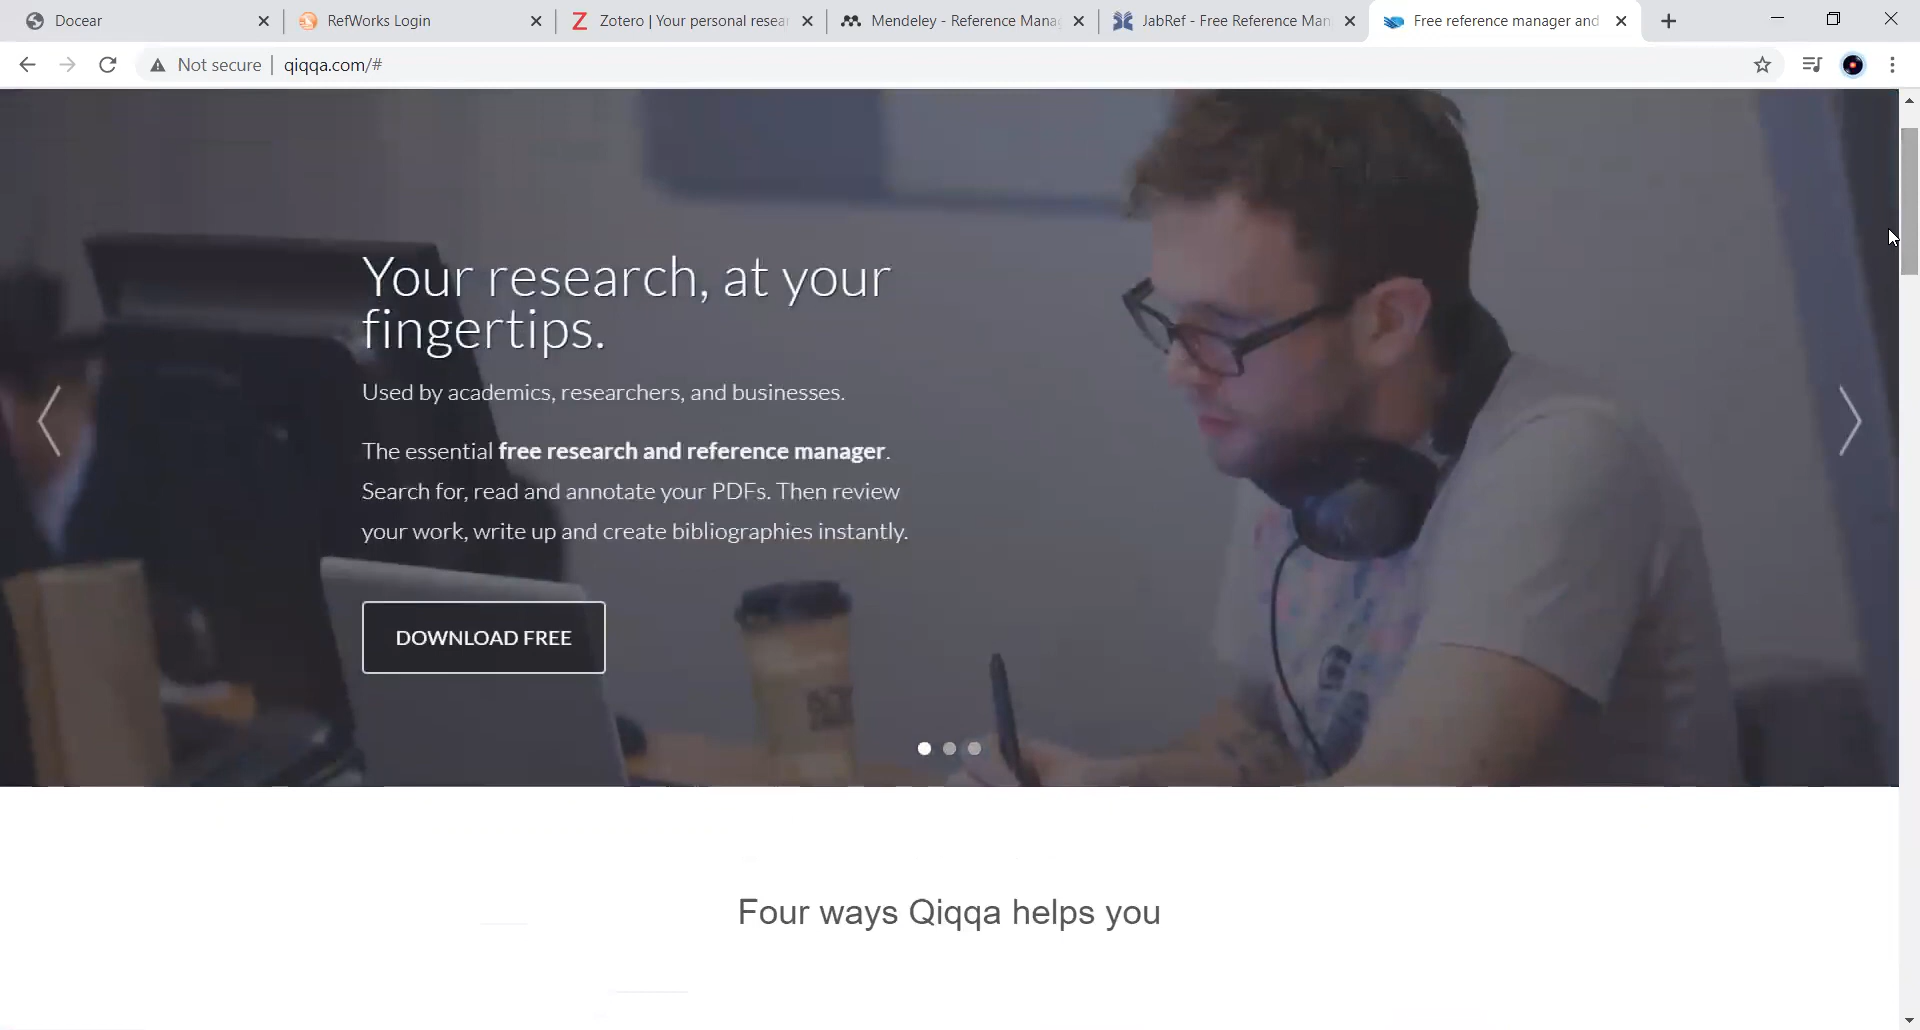 Docear
RefWorks Login
Zotero | Your personal resea
Mendeley - Reference Mana
JabRef - Free Reference Man
Free reference manager and
Not secure
qiqqa.com/#
Your research, at your
fingertips.
Used by academics, researchers, and businesses.
The essential free research and reference manager.
Search for, read and annotate your PDFs. Then review
your work, write up and create bibliographies instantly.
DOWNLOAD FREE
Four ways Qiqqa helps you